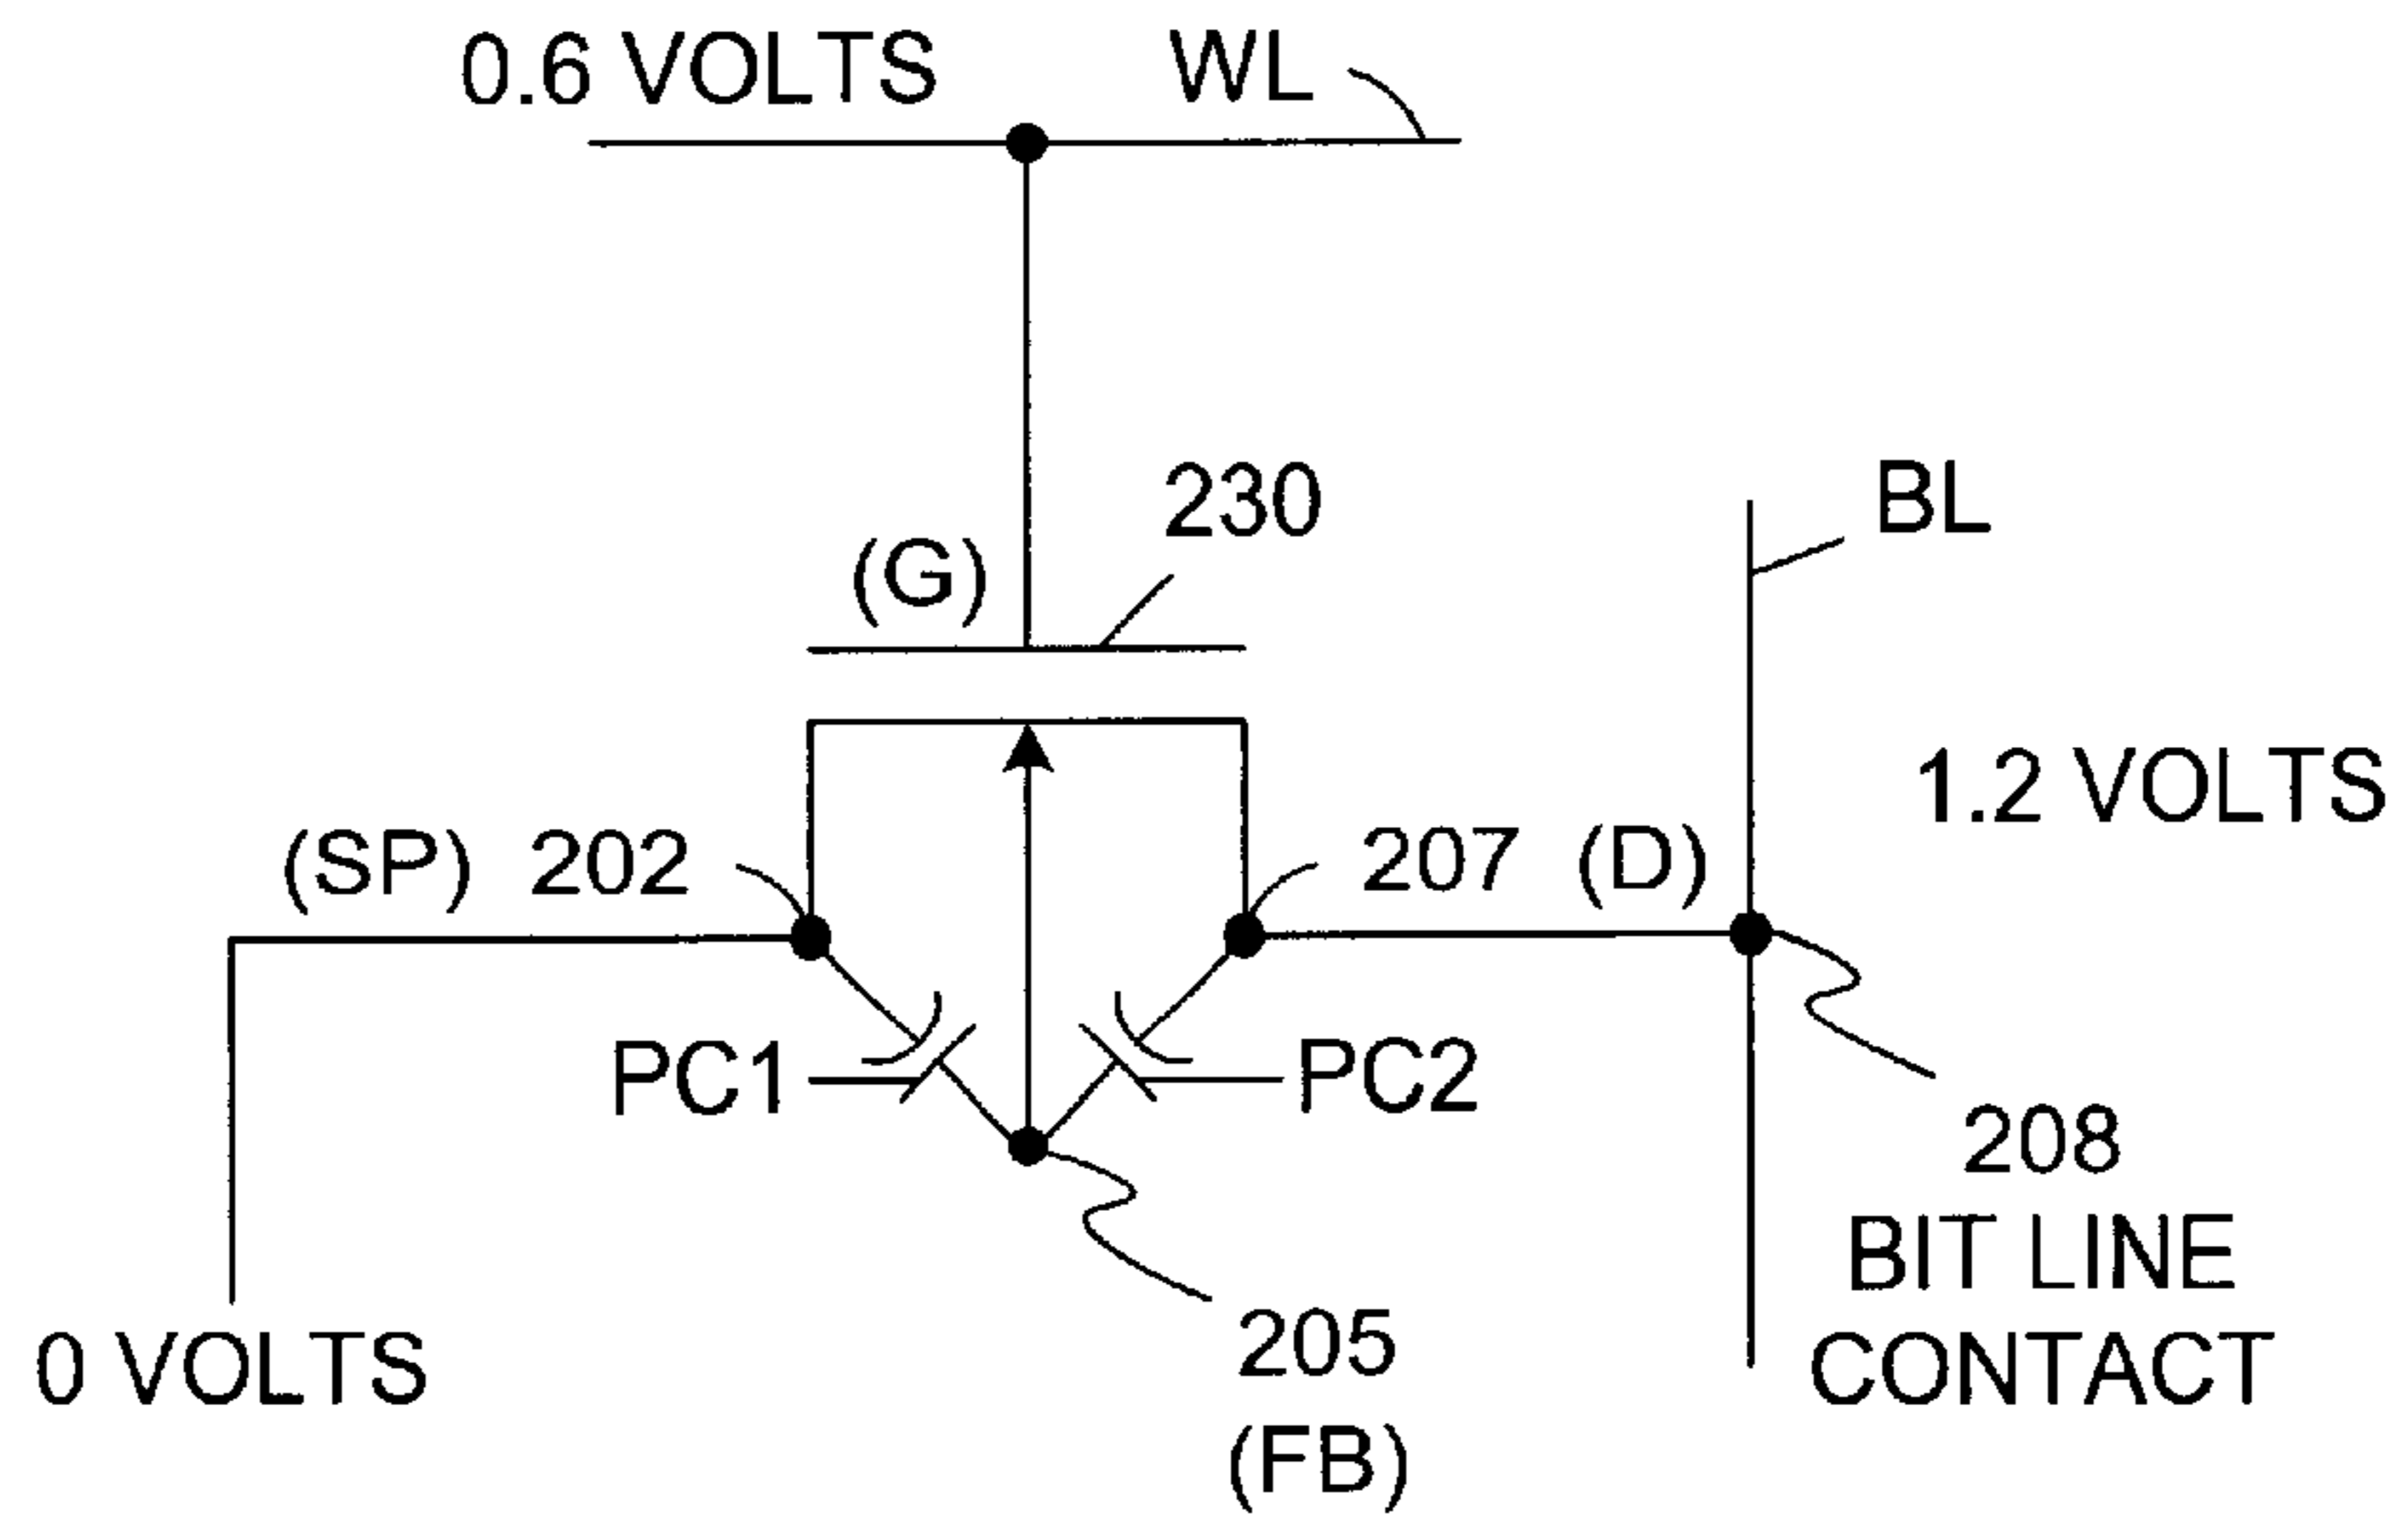 0.6 VOLTS WL
230
(G)
BL
1.2 VOLTS
(SP) 202
207 (D)
PC1
PC2
208
BIT LINE
CONTACT
205
(FB)
0 VOLTS